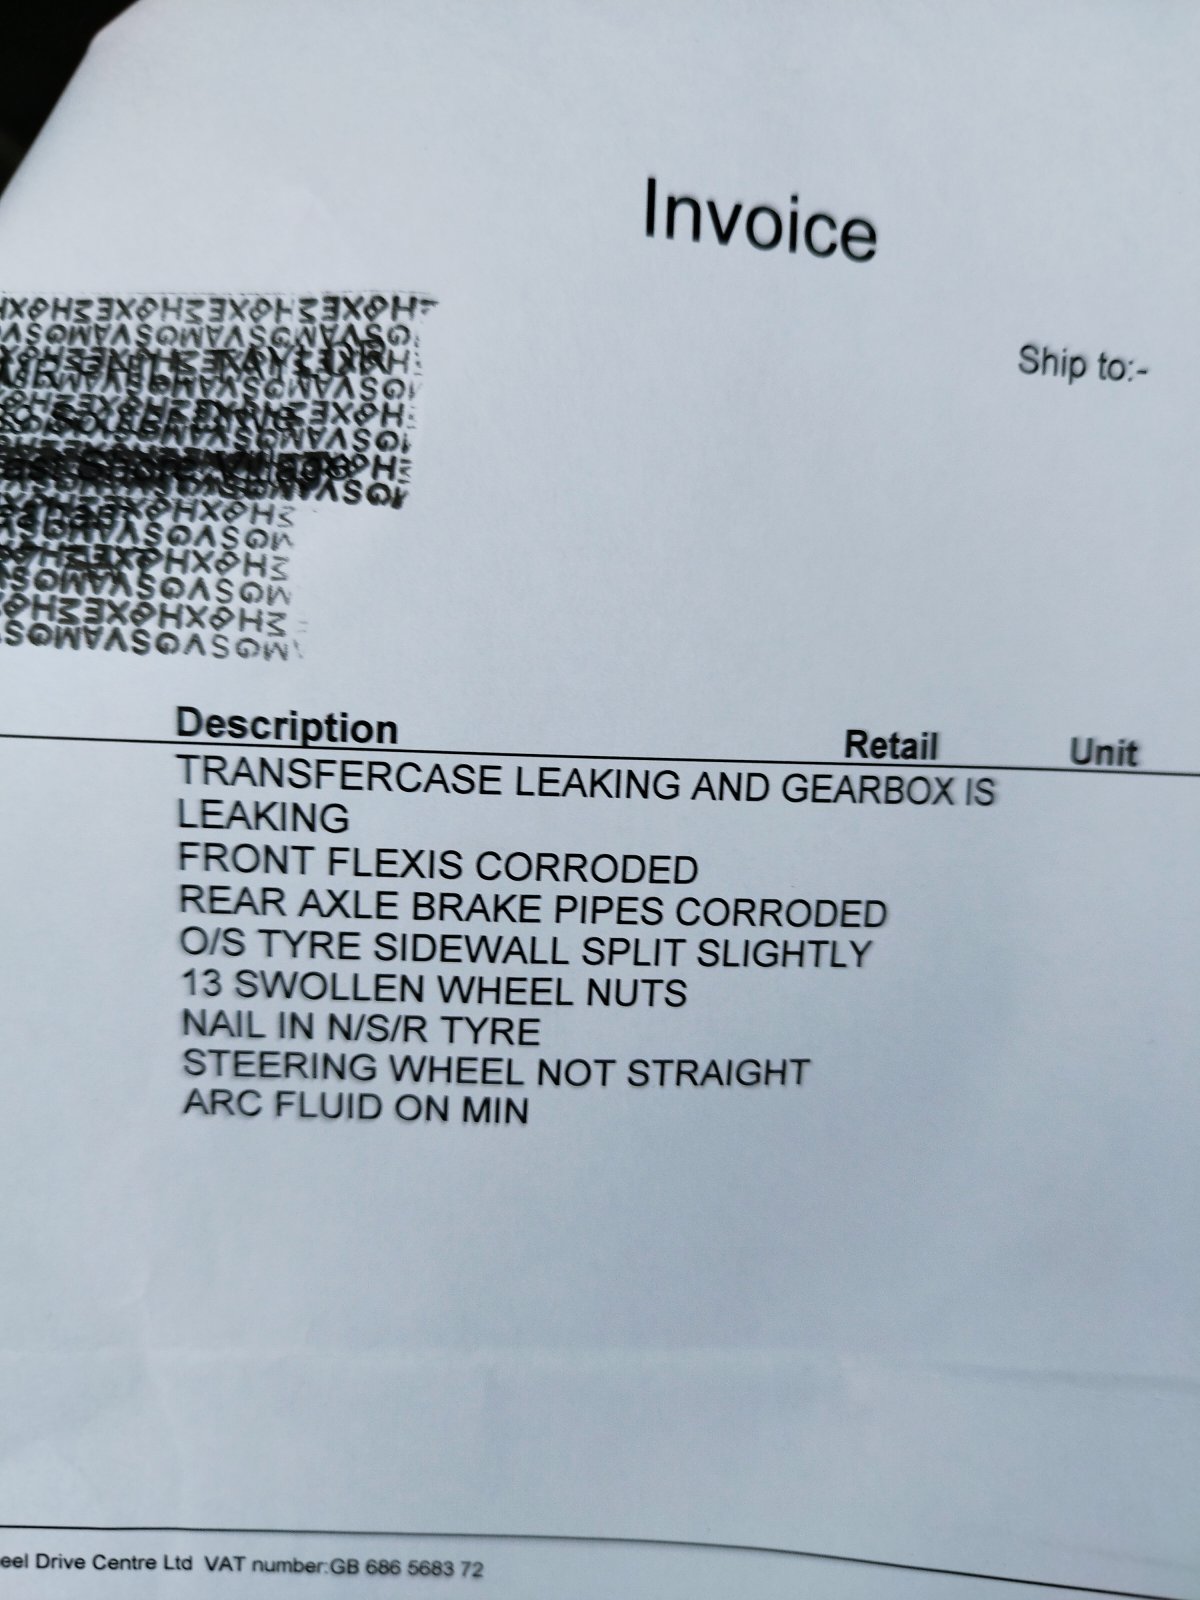 Invoice
Ship to:-
Description Retail Unit
TRANSFERCASE LEAKING AND GEARBOX IS
LEAKING
FRONT FLEXIS CORRODED
REAR AXLE BRAKE PIPES CORRODED
O/S TYRE SIDEWALL SPLIT SLIGHTLY
13 SWOLLEN WHEEL NUTS
NAIL IN N/S/R TYRE
STEERING WHEEL NOT STRAIGHT
ARC FLUID ON MIN
eel Drive Centre Ltd VAT number:GB 686 5683 72